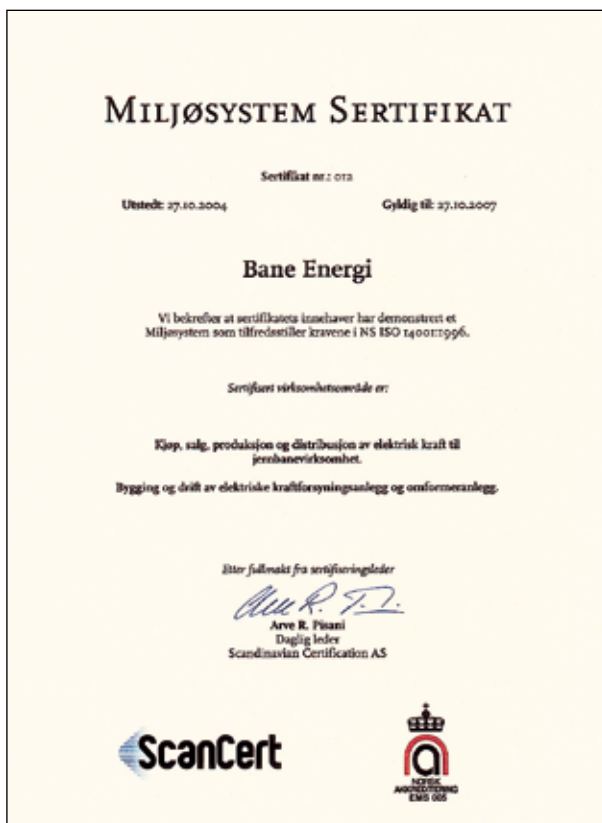 MILJØSYSTEM SERTIFIKAT
Sertifikat nr.: 012
Utstedt: 27.10.2004 Gyldig til: 27.10.2007
Bane Energi
Vi bekrefter at sertifikatets innehaver har demonstrert et
Miljøsystem som tilfredsstiller kravene i NS ISO 14001:1996.
Sertifisert virksomhetsområde er:
Kjøp, salg, produksjon og distribusjon av elektrisk kraft til
jernbanevirksomhet.
Bygging og drift av elektriske kraftforsyningsanlegg og omformeranlegg.
Etter fullmakt fra sertifiseringsleder
Arve R. Pisani
Daglig leder
Scandinavian Certification AS
ScanCert
NORSK
AKKREDITERING
EMS 005